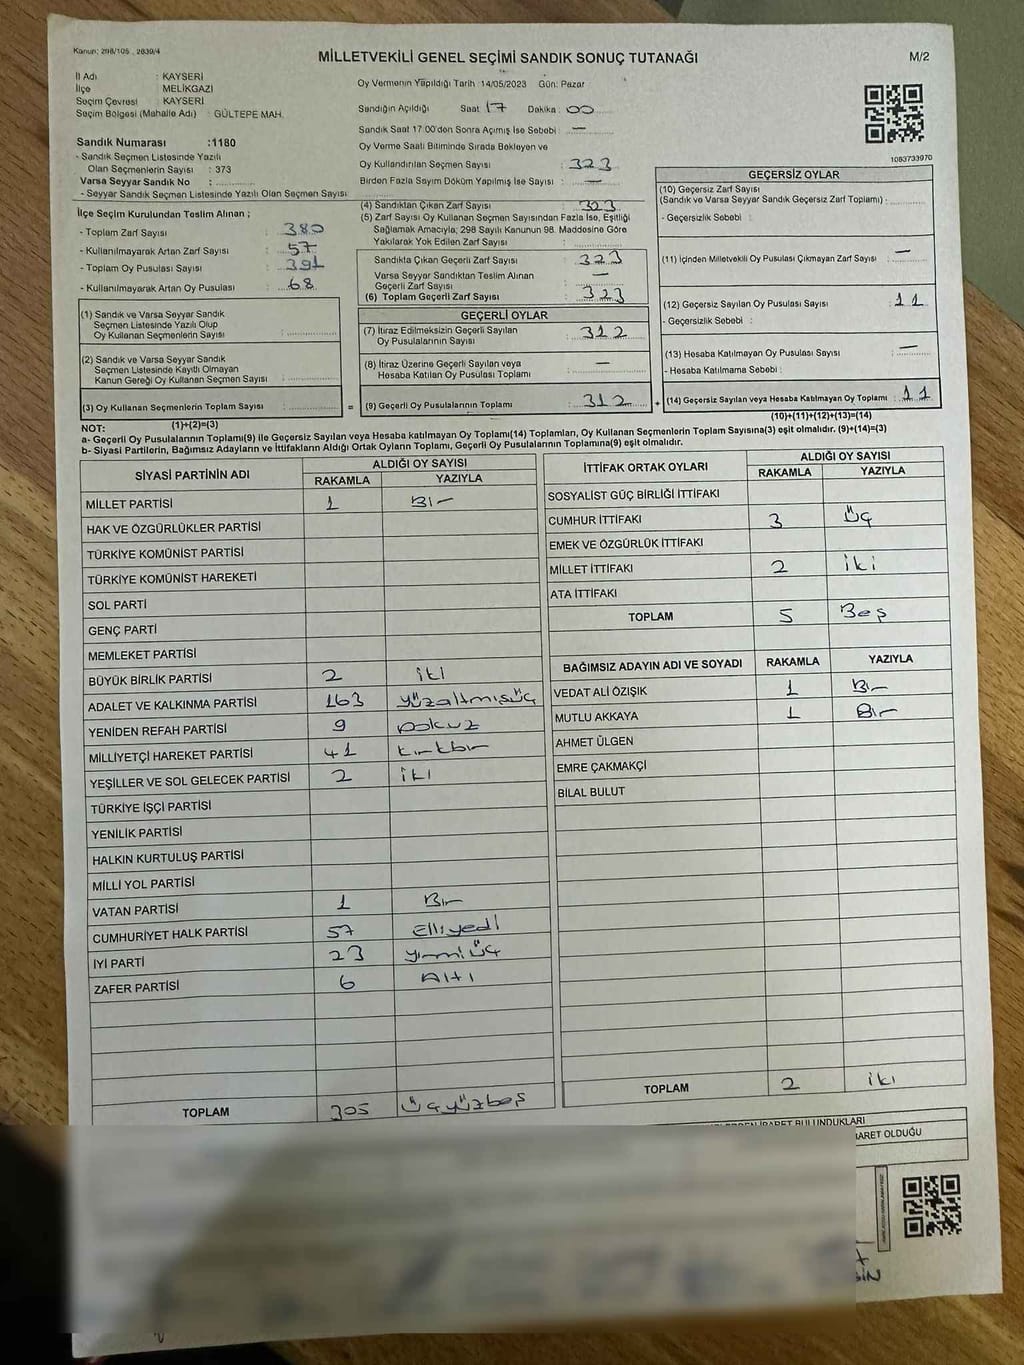 Kanun: 298/105 , 2839/4
MİLLETVEKİLİ GENEL SEÇİMİ SANDIK SONUÇ TUTANAĞI
M/2
İl Adı : KAYSERİ
İlçe MELİKGAZİ
Seçim Çevresi : KAYSERİ
Seçim Bölgesi (Mahalle Adı) : GÜLTEPE MAH.
Sandık Numarası :1180
- Sandık Seçmen Listesinde Yazılı
Olan Seçmenlerin Sayısı : 373
Varsa Seyyar Sandık No :
- Seyyar Sandık Seçmen Listesinde Yazılı Olan Seçmen Sayısı
Oy Vermenin Yapıldığı Tarih :14/05/2023 Gün: Pazar
Sandığın Açıldığı Saat :17 Dakika :00
Sandık Saat 17:00'den Sonra Açımış İse Sebebi : —
Oy Verme Saati Bitiminde Sırada Bekleyen ve
Oy Kullandırılan Seçmen Sayısı : 323
Birden Fazla Sayım Döküm Yapılmış İse Sayısı : —
1083733970
İlçe Seçim Kurulundan Teslim Alınan ;
- Toplam Zarf Sayısı : 380
- Kullanılmayarak Artan Zarf Sayısı : 57
- Toplam Oy Pusulası Sayısı : 391
- Kullanılmayarak Artan Oy Pusulası : 68
(1) Sandık ve Varsa Seyyar Sandık
Seçmen Listesinde Yazılı Olup
Oy Kullanan Seçmenlerin Sayısı :
(2) Sandık ve Varsa Seyyar Sandık
Seçmen Listesinde Kayıtlı Olmayan
Kanun Gereği Oy Kullanan Seçmen Sayısı :
(3) Oy Kullanan Seçmenlerin Toplam Sayısı : =
(1)+(2)=(3)
(4) Sandıktan Çıkan Zarf Sayısı : 323
(5) Zarf Sayısı Oy Kullanan Seçmen Sayısından Fazla İse, Eşitliği
Sağlamak Amacıyla; 298 Sayılı Kanunun 98. Maddesine Göre
Yakılarak Yok Edilen Zarf Sayısı :
Sandıkta Çıkan Geçerli Zarf Sayısı : 323
Varsa Seyyar Sandıktan Teslim Alınan
Geçerli Zarf Sayısı : —
(6) Toplam Geçerli Zarf Sayısı : 323
GEÇERLİ OYLAR
(7) İtiraz Edilmeksizin Geçerli Sayılan
Oy Pusulalarının Sayısı : 312
(8) İtiraz Üzerine Geçerli Sayılan veya
Hesaba Katılan Oy Pusulası Toplamı : —
(9) Geçerli Oy Pusulalarının Toplamı : 312 +
GEÇERSİZ OYLAR
(10) Geçersiz Zarf Sayısı
(Sandık ve Varsa Seyyar Sandık Geçersiz Zarf Toplamı) :
- Geçersizlik Sebebi :
(11) İçinden Milletvekili Oy Pusulası Çıkmayan Zarf Sayısı : —
(12) Geçersiz Sayılan Oy Pusulası Sayısı : 11
- Geçersizlik Sebebi :
(13) Hesaba Katılmayan Oy Pusulası Sayısı : —
- Hesaba Katılmama Sebebi :
(14) Geçersiz Sayılan veya Hesaba Katılmayan Oy Toplamı : 11
(10)+(11)+(12)+(13)=(14)
NOT:
a- Geçerli Oy Pusulalarının Toplamı(9) ile Geçersiz Sayılan veya Hesaba katılmayan Oy Toplamı(14) Toplamları, Oy Kullanan Seçmenlerin Toplam Sayısına(3) eşit olmalıdır. (9)+(14)=(3)
b- Siyasi Partilerin, Bağımsız Adayların ve İttifakların Aldığı Ortak Oyların Toplamı, Geçerli Oy Pusulalarının Toplamına(9) eşit olmalıdır.
SİYASİ PARTİNİN ADI ALDIĞI OY SAYISI
RAKAMLA YAZIYLA
MİLLET PARTİSİ 1 Bir
HAK VE ÖZGÜRLÜKLER PARTİSİ
TÜRKİYE KOMÜNİST PARTİSİ
TÜRKİYE KOMÜNİST HAREKETİ
SOL PARTİ
GENÇ PARTİ
MEMLEKET PARTİSİ
BÜYÜK BİRLİK PARTİSİ 2 iki
ADALET VE KALKINMA PARTİSİ 163 yüzaltmışüç
YENİDEN REFAH PARTİSİ 9 Dokuz
MİLLİYETÇİ HAREKET PARTİSİ 41 kırkbir
YEŞİLLER VE SOL GELECEK PARTİSİ 2 iki
TÜRKİYE İŞÇİ PARTİSİ
YENİLİK PARTİSİ
HALKIN KURTULUŞ PARTİSİ
MİLLİ YOL PARTİSİ
VATAN PARTİSİ 1 Bir
CUMHURİYET HALK PARTİSİ 57 Elliyedi
İYİ PARTİ 23 yirmiüç
ZAFER PARTİSİ 6 Altı
TOPLAM 305 üçyüzbeş
İTTİFAK ORTAK OYLARI ALDIĞI OY SAYISI
RAKAMLA YAZIYLA
SOSYALİST GÜÇ BİRLİĞİ İTTİFAKI
CUMHUR İTTİFAKI 3 üç
EMEK VE ÖZGÜRLÜK İTTİFAKI
MİLLET İTTİFAKI 2 iki
ATA İTTİFAKI
TOPLAM 5 Beş
BAĞIMSIZ ADAYIN ADI VE SOYADI RAKAMLA YAZIYLA
VEDAT ALİ ÖZIŞIK 1 Bir
MUTLU AKKAYA 1 Bir
AHMET ÜLGEN
EMRE ÇAKMAKÇİ
BİLAL BULUT
TOPLAM 2 iki
İBARET BULUNDUKLARI
İBARET OLDUĞU